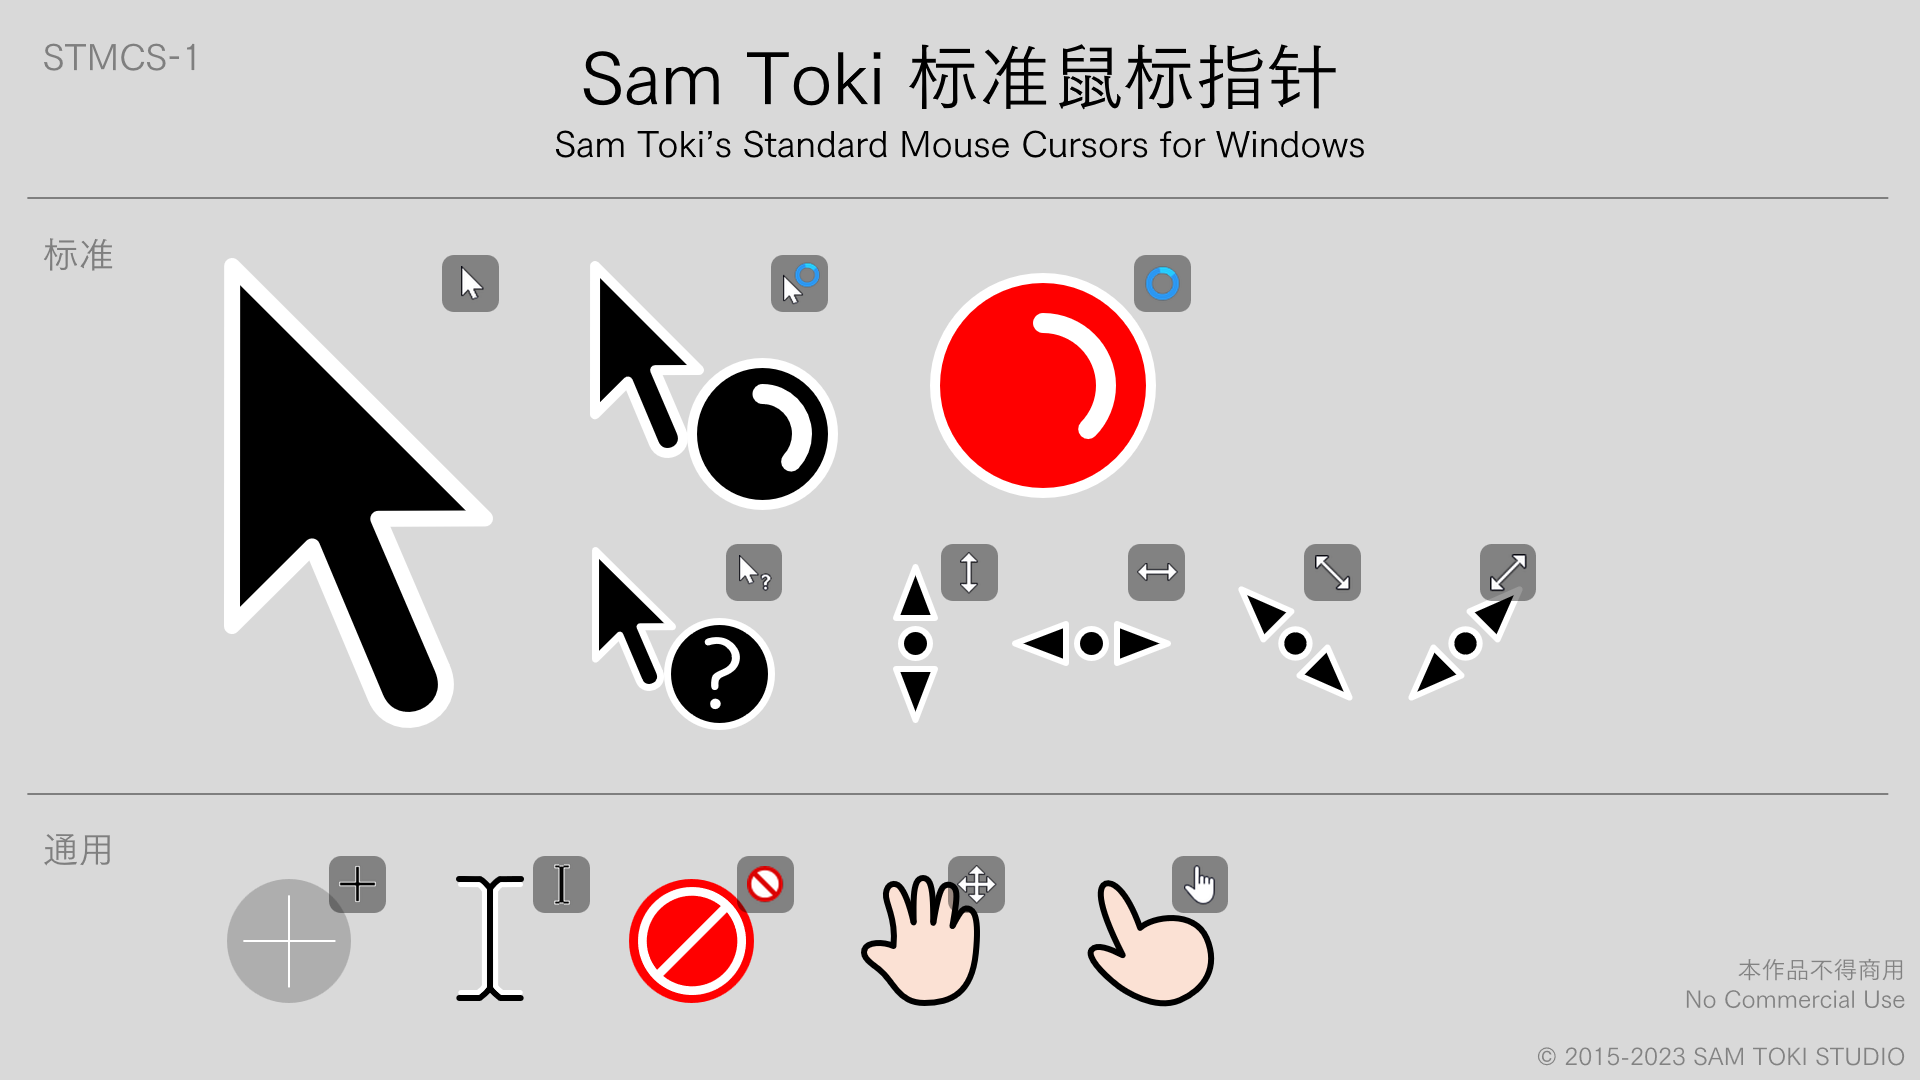 STMCS-1
Sam Toki 标准鼠标指针
Sam Toki’s Standard Mouse Cursors for Windows
标准
?
?
通用
本作品不得商用
No Commercial Use
© 2015-2023 SAM TOKI STUDIO